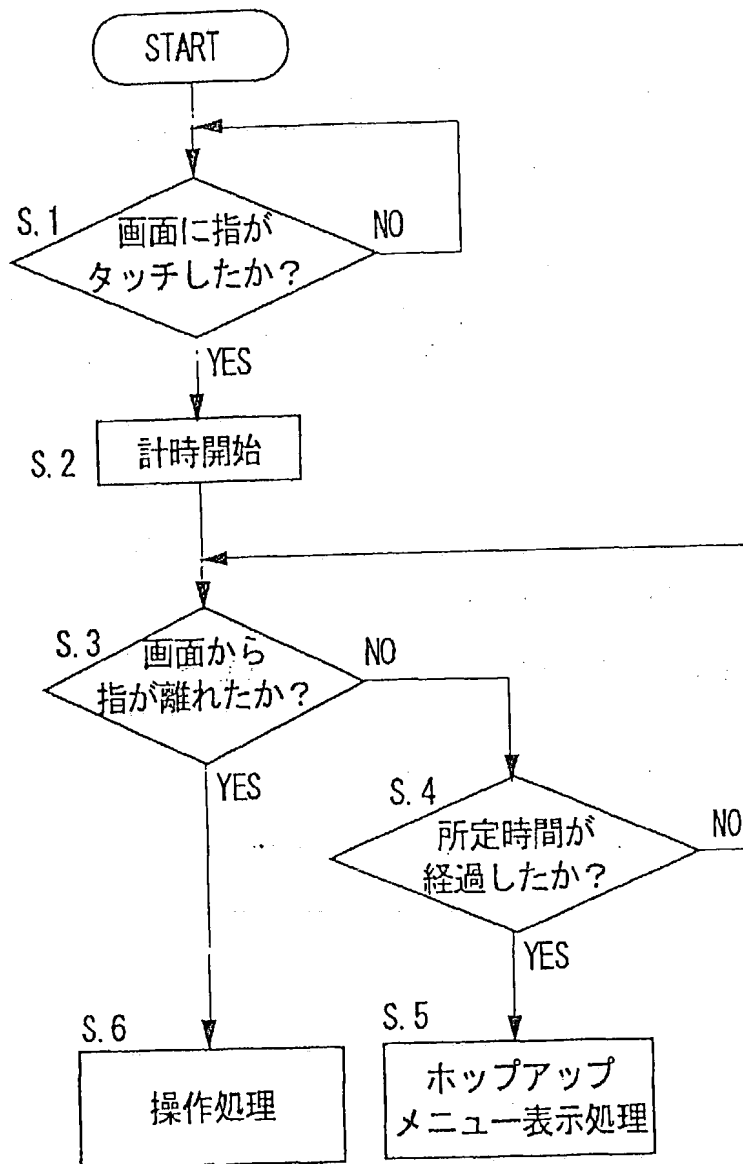 START
S.1
画面に指が
タッチしたか?
NO
YES
S.2
計時開始
S.3
画面から
指が離れたか?
NO
YES
S.4
所定時間が
経過したか?
NO
YES
S.6
操作処理
S.5
ホップアップ
メニュー表示処理